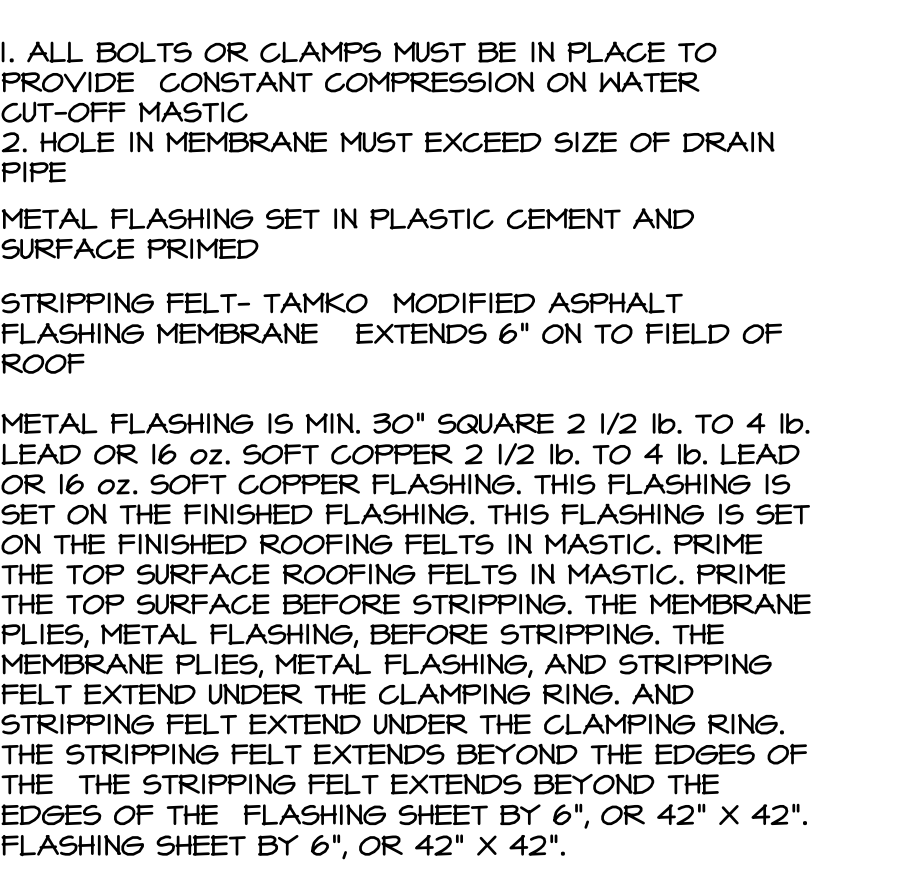 1. ALL BOLTS OR CLAMPS MUST BE IN PLACE TO
PROVIDE  CONSTANT COMPRESSION ON WATER
CUT-OFF MASTIC
2. HOLE IN MEMBRANE MUST EXCEED SIZE OF DRAIN
PIPE
METAL FLASHING SET IN PLASTIC CEMENT AND
SURFACE PRIMED
STRIPPING FELT- TAMKO  MODIFIED ASPHALT
FLASHING MEMBRANE   EXTENDS 6" ON TO FIELD OF
ROOF
METAL FLASHING IS MIN. 30" SQUARE 2 1/2 lb. TO 4 lb.
LEAD OR 16 oz. SOFT COPPER 2 1/2 lb. TO 4 lb. LEAD
OR 16 oz. SOFT COPPER FLASHING. THIS FLASHING IS
SET ON THE FINISHED FLASHING. THIS FLASHING IS SET
ON THE FINISHED ROOFING FELTS IN MASTIC. PRIME
THE TOP SURFACE ROOFING FELTS IN MASTIC. PRIME
THE TOP SURFACE BEFORE STRIPPING. THE MEMBRANE
PLIES, METAL FLASHING, BEFORE STRIPPING. THE
MEMBRANE PLIES, METAL FLASHING, AND STRIPPING
FELT EXTEND UNDER THE CLAMPING RING. AND
STRIPPING FELT EXTEND UNDER THE CLAMPING RING.
THE STRIPPING FELT EXTENDS BEYOND THE EDGES OF
THE  THE STRIPPING FELT EXTENDS BEYOND THE
EDGES OF THE  FLASHING SHEET BY 6", OR 42" X 42".
FLASHING SHEET BY 6", OR 42" X 42".